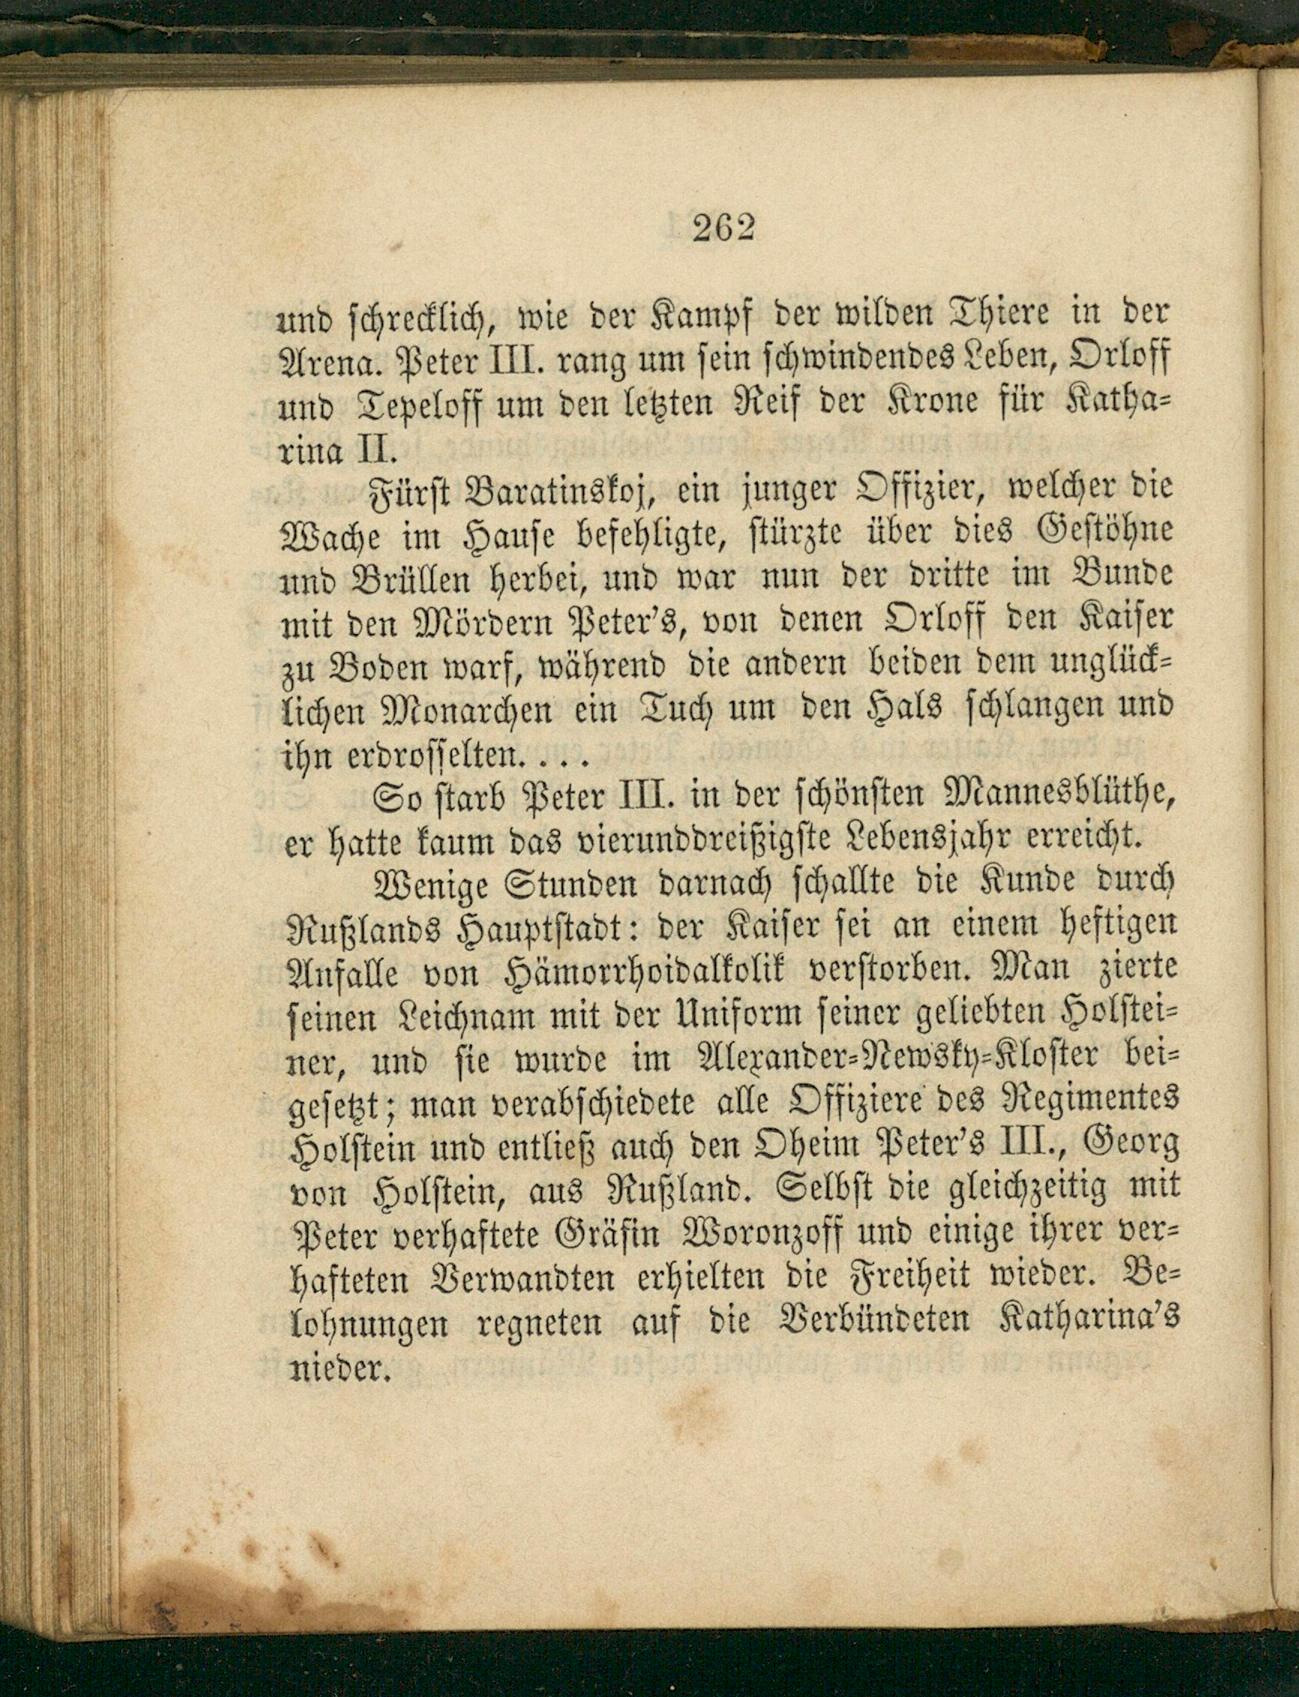 262
und schrecklich, wie der Kampf der wilden Thiere in der
Arena. Peter III. rang um sein schwindendes Leben, Orloff
und Tepeloff um den letzten Reif der Krone für Katha-
rina II.
Fürst Baratinskoj, ein junger Offizier, welcher die
Wache im Hause befehligte, stürzte über dies Gestöhne
und Brüllen herbei, und war nun der dritte im Bunde
mit den Mördern Peter's, von denen Orloff den Kaiser
zu Boden warf, während die andern beiden dem unglück-
lichen Monarchen ein Tuch um den Hals schlangen und
ihn erdrosselten. . . .
So starb Peter III. in der schönsten Mannesblüthe,
er hatte kaum das vierunddreißigste Lebensjahr erreicht.
Wenige Stunden darnach schallte die Kunde durch
Rußlands Hauptstadt: der Kaiser sei an einem heftigen
Anfalle von Hämorrhoidalkolik verstorben. Man zierte
seinen Leichnam mit der Uniform seiner geliebten Holstei-
ner, und sie wurde im Alexander-Newsky-Kloster bei-
gesetzt; man verabschiedete alle Offiziere des Regimentes
Holstein und entließ auch den Oheim Peter's III., Georg
von Holstein, aus Rußland. Selbst die gleichzeitig mit
Peter verhaftete Gräfin Woronzoff und einige ihrer ver-
hafteten Verwandten erhielten die Freiheit wieder. Be-
lohnungen regneten auf die Verbündeten Katharina's
nieder.